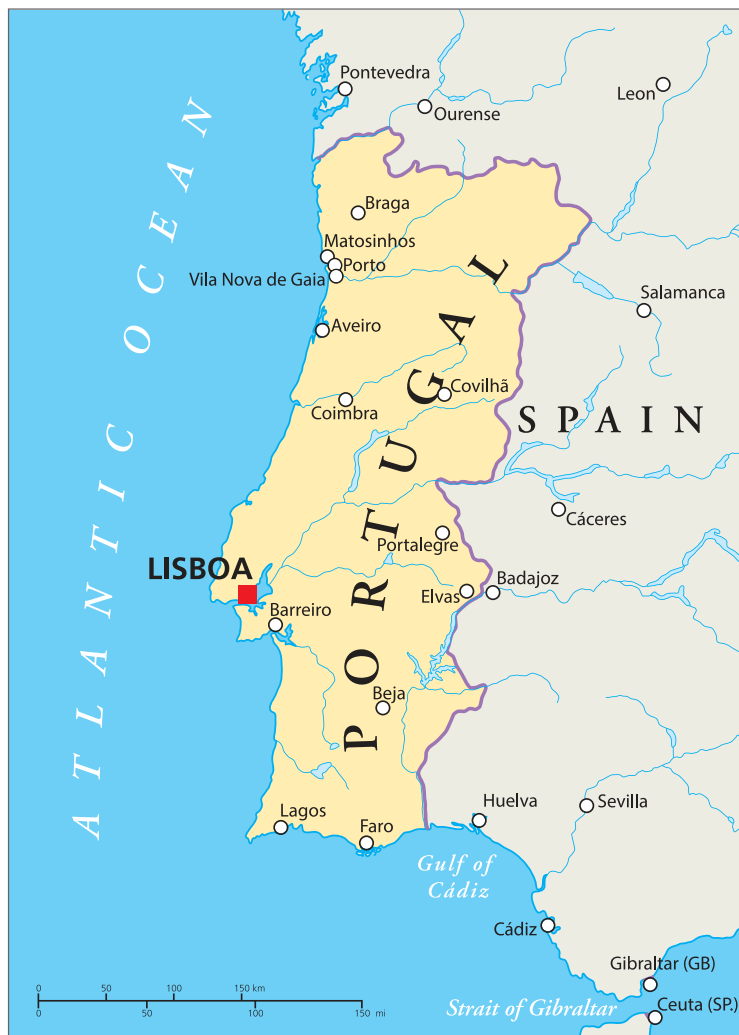 Pontevedra
Leon
Ourense
Braga
Matosinhos
Porto
Vila Nova de Gaia
Salamanca
Aveiro
Covilhã
Coimbra
SPAIN
PORTUGAL
ATLANTIC OCEAN
Cáceres
Portalegre
LISBOA
Elvas
Badajoz
Barreiro
Beja
Lagos
Faro
Huelva
Sevilla
Gulf of
Cádiz
Cádiz
Gibraltar (GB)
Strait of Gibraltar
Ceuta (SP.)
0 50 100 150 km
0 50 100 150 mi